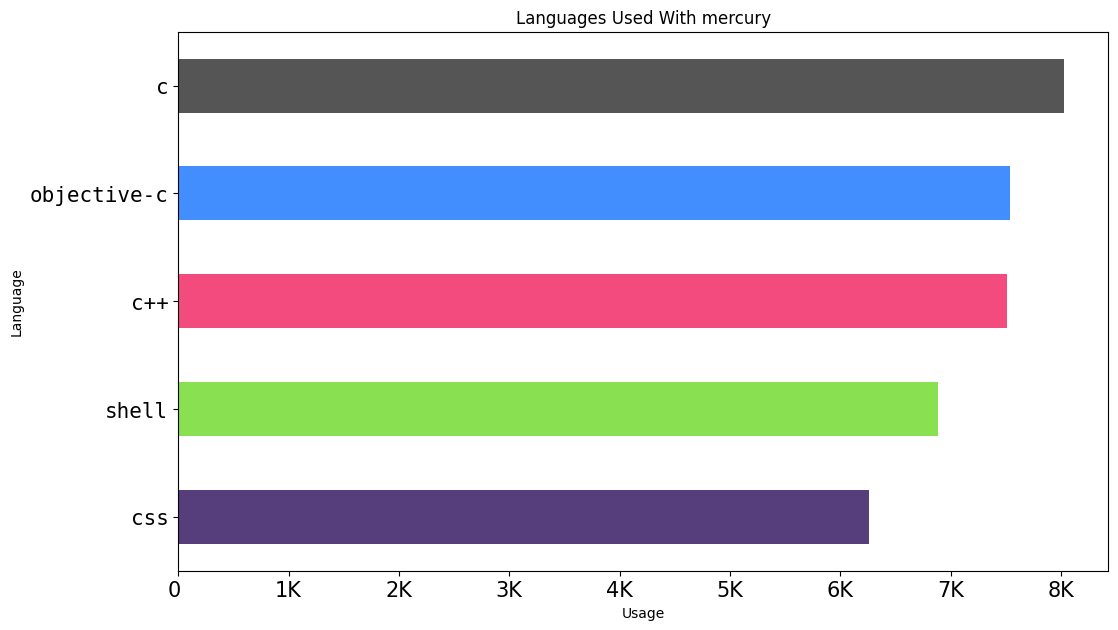 Languages Used With mercury
Language
c
objective-c
c++
shell
css
0 1K 2K 3K 4K 5K 6K 7K 8K
Usage